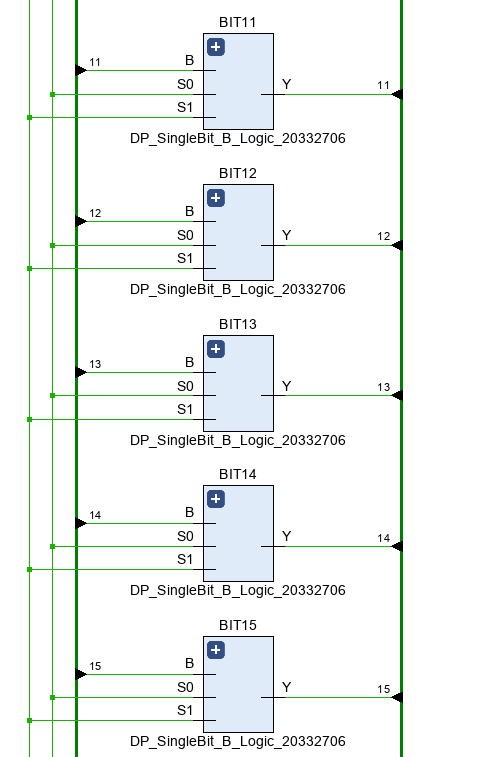 BIT11
11 B
S0 Y 11
S1
DP_SingleBit_B_Logic_20332706
BIT12
12 B
S0 Y 12
S1
DP_SingleBit_B_Logic_20332706
BIT13
13 B
S0 Y 13
S1
DP_SingleBit_B_Logic_20332706
BIT14
14 B
S0 Y 14
S1
DP_SingleBit_B_Logic_20332706
BIT15
15 B
S0 Y 15
S1
DP_SingleBit_B_Logic_20332706